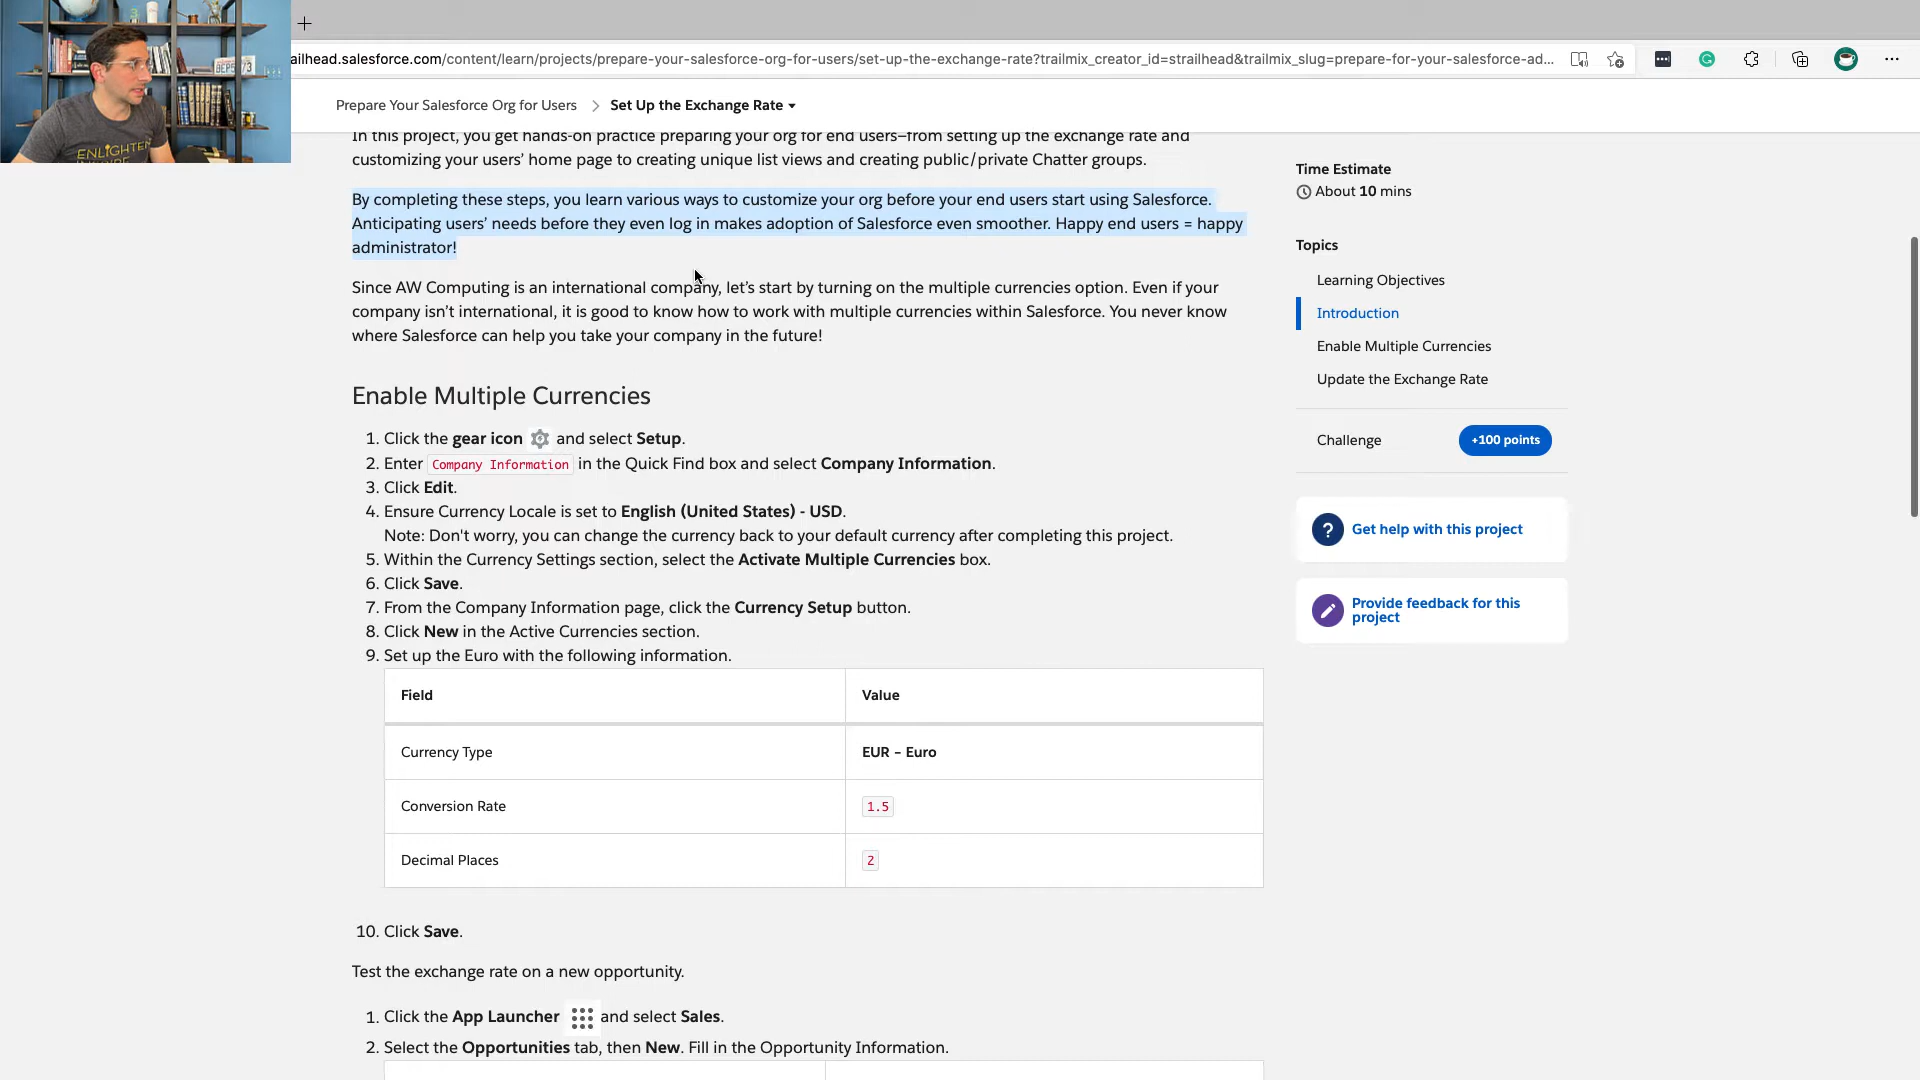 ailhead.salesforce.com/content/learn/projects/prepare-your-salesforce-org-for-users/set-up-the-exchange-rate?trailmix_creator_id=strailhead&trailmix_slug=prepare-for-your-salesforce-ad...
Prepare Your Salesforce Org for Users > Set Up the Exchange Rate
In this project, you get hands-on practice preparing your org for end users—from setting up the exchange rate and
customizing your users' home page to creating unique list views and creating public/private Chatter groups.
By completing these steps, you learn various ways to customize your org before your end users start using Salesforce.
Anticipating users' needs before they even log in makes adoption of Salesforce even smoother. Happy end users = happy
administrator!
Since AW Computing is an international company, let's start by turning on the multiple currencies option. Even if your
company isn't international, it is good to know how to work with multiple currencies within Salesforce. You never know
where Salesforce can help you take your company in the future!
Enable Multiple Currencies
1. Click the gear icon and select Setup.
2. Enter Company Information in the Quick Find box and select Company Information.
3. Click Edit.
4. Ensure Currency Locale is set to English (United States) - USD.
Note: Don't worry, you can change the currency back to your default currency after completing this project.
5. Within the Currency Settings section, select the Activate Multiple Currencies box.
6. Click Save.
7. From the Company Information page, click the Currency Setup button.
8. Click New in the Active Currencies section.
9. Set up the Euro with the following information.
Field Value
Currency Type EUR – Euro
Conversion Rate 1.5
Decimal Places 2
10. Click Save.
Test the exchange rate on a new opportunity.
1. Click the App Launcher and select Sales.
2. Select the Opportunities tab, then New. Fill in the Opportunity Information.
Time Estimate
About 10 mins
Topics
Learning Objectives
Introduction
Enable Multiple Currencies
Update the Exchange Rate
Challenge +100 points
Get help with this project
Provide feedback for this
project
ENLIGHTEN